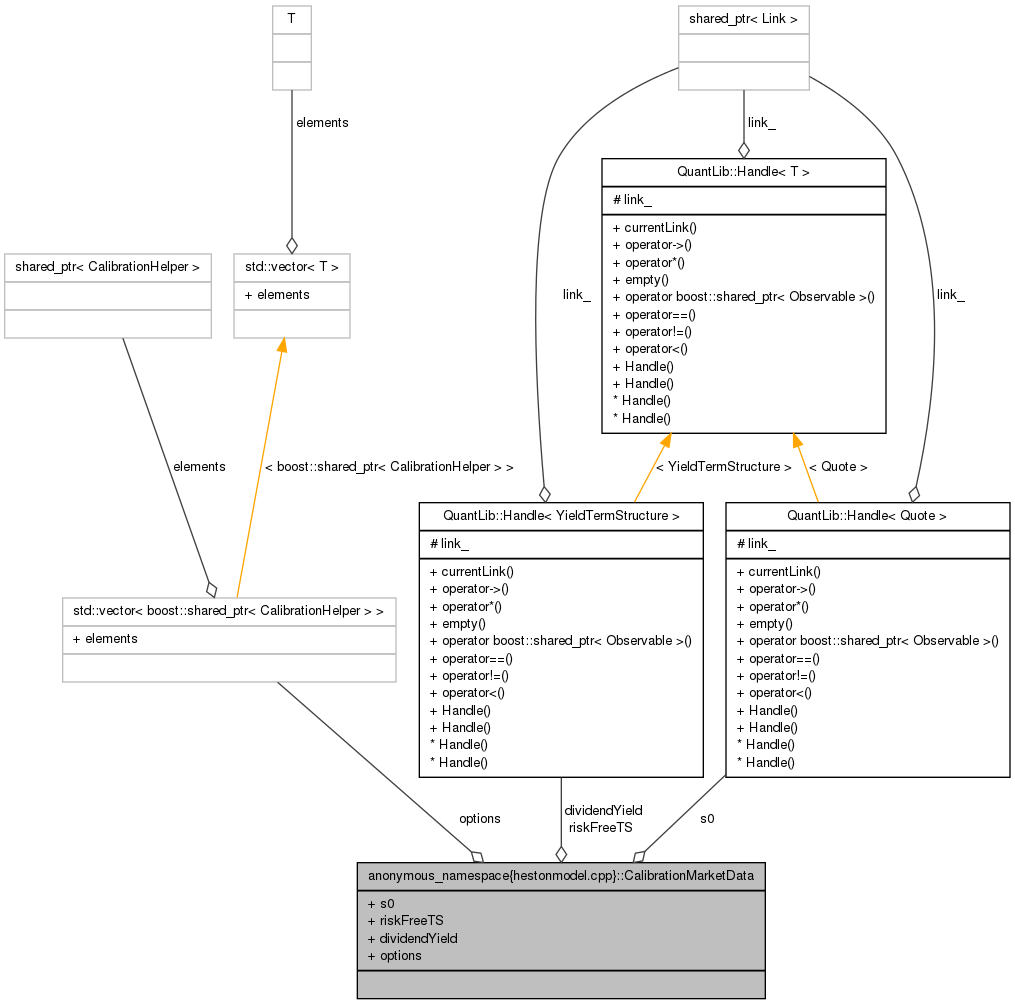 T
shared_ptr< Link >
elements
link_
QuantLib::Handle< T >
# link_
+ currentLink()
+ operator->()
+ operator*()
+ empty()
+ operator boost::shared_ptr< Observable >()
+ operator==()
+ operator!=()
+ operator<()
+ Handle()
+ Handle()
* Handle()
* Handle()
shared_ptr< CalibrationHelper >
std::vector< T >
+ elements
link_
link_
elements
< boost::shared_ptr< CalibrationHelper > >
< YieldTermStructure >
< Quote >
QuantLib::Handle< YieldTermStructure >
# link_
+ currentLink()
+ operator->()
+ operator*()
+ empty()
+ operator boost::shared_ptr< Observable >()
+ operator==()
+ operator!=()
+ operator<()
+ Handle()
+ Handle()
* Handle()
* Handle()
QuantLib::Handle< Quote >
# link_
+ currentLink()
+ operator->()
+ operator*()
+ empty()
+ operator boost::shared_ptr< Observable >()
+ operator==()
+ operator!=()
+ operator<()
+ Handle()
+ Handle()
* Handle()
* Handle()
std::vector< boost::shared_ptr< CalibrationHelper > >
+ elements
options
dividendYield
riskFreeTS
s0
anonymous_namespace{hestonmodel.cpp}::CalibrationMarketData
+ s0
+ riskFreeTS
+ dividendYield
+ options